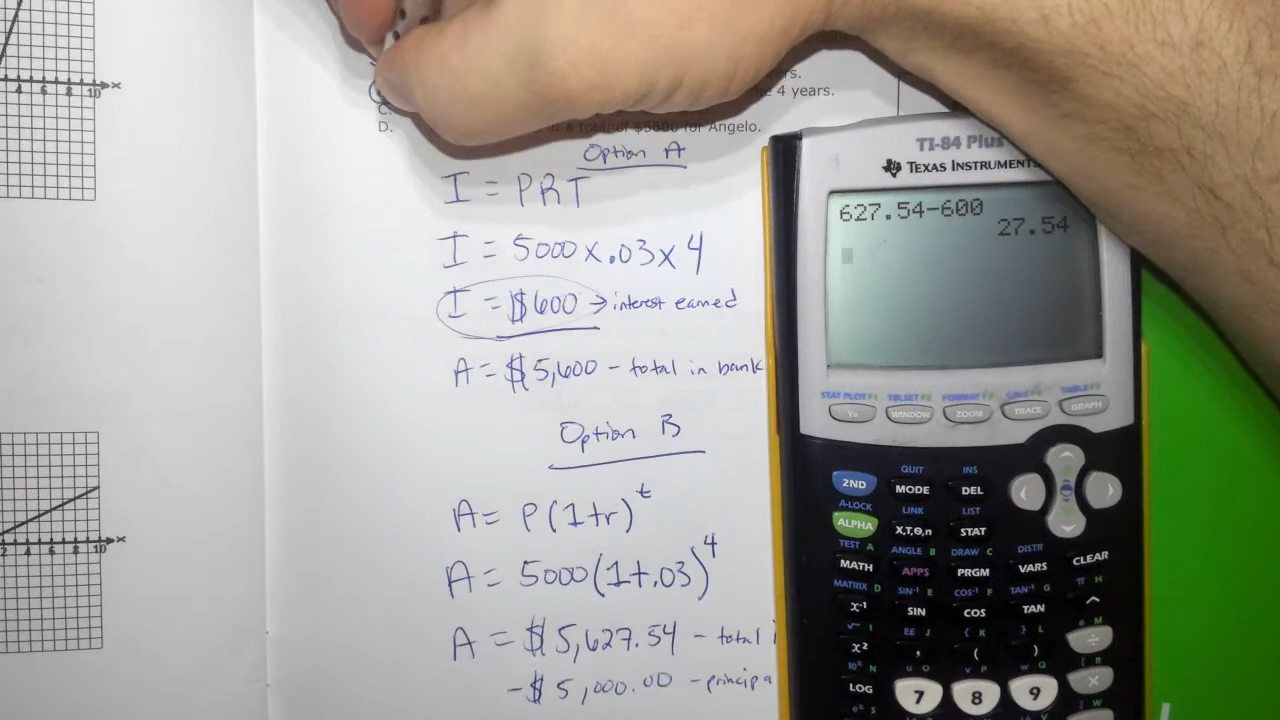 rs.
4 years.
C.
D. in a total of $5600 for Angelo.
Option A
I = PRT
I = 5000 x .03 x 4
I = $600 → interest earned
A = $5,600 - total in bank
Option B
A = P(1+r)^t
A = 5000(1+.03)^4
A = $5,627.54 - total
-$5,000.00 - principa
x
4 6 8 10
x
2 4 6 8 10
TI-84 Plus
TEXAS INSTRUMENTS
627.54-600
27.54
STAT PLOT F1 TBLSET F2 FORMAT F3 CALC F4 TABLE F5
Y= WINDOW ZOOM TRACE GRAPH
QUIT INS
2ND MODE DEL
A-LOCK LINK LIST
ALPHA X,T,θ,n STAT
TEST A ANGLE B DRAW C DISTR
MATH APPS PRGM VARS CLEAR
MATRIX D SIN⁻¹ E COS⁻¹ F TAN⁻¹ G π H
x⁻¹ SIN COS TAN ^
√ I EE J { K } L e M
x² , ( ) ÷
10ˣ N u O v P w Q [ R
LOG 7 8 9 ×
eˣ S